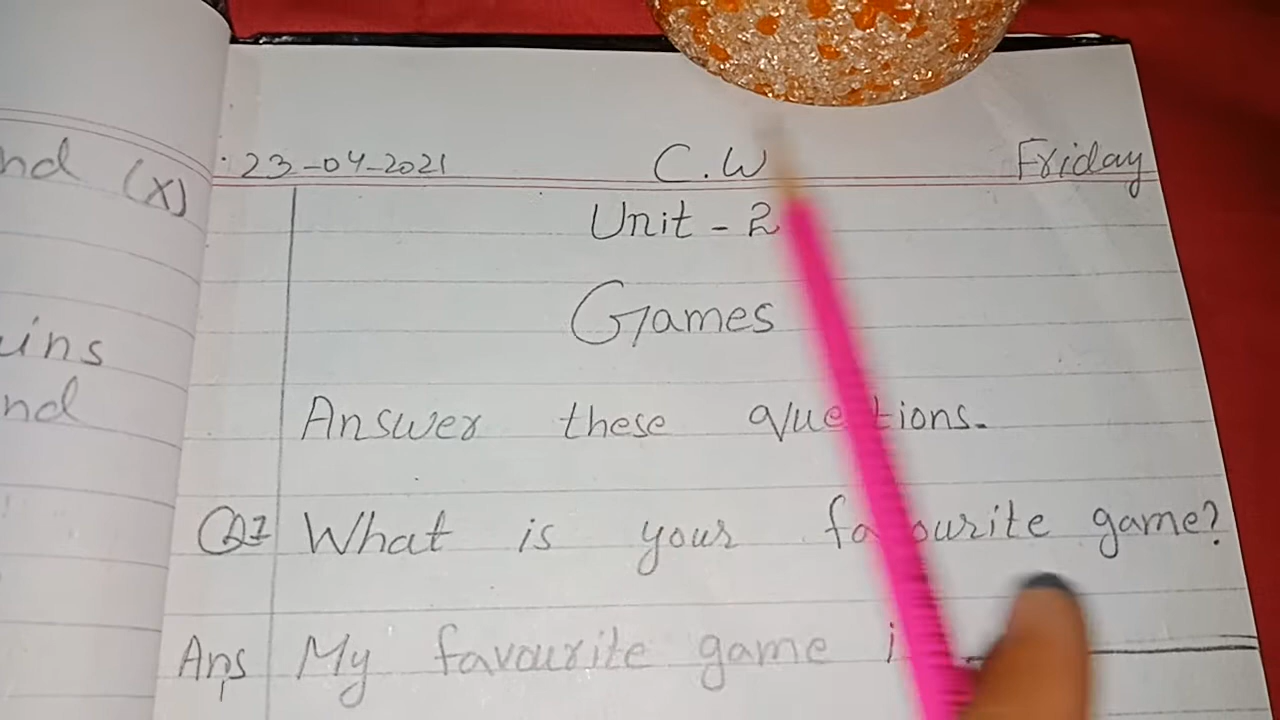 nd (x)
ins
nd
23-04-2021 C.W Friday
Unit - 2
Games
Answer these questions.
Q1 What is your favourite game?
Ans My favourite game